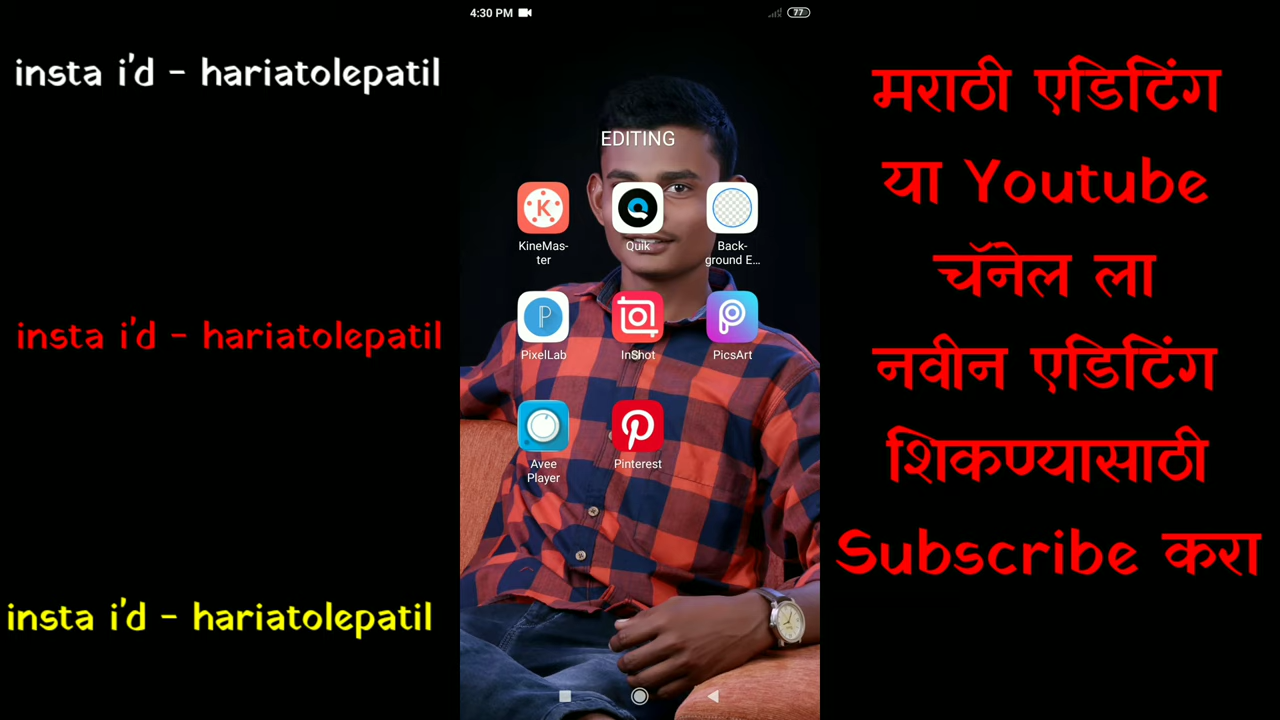 insta i'd - hariatolepatil
insta i'd - hariatolepatil
insta i'd - hariatolepatil
4:30 PM
77
EDITING
KineMas-
ter
Quik
Back-
ground E...
PixelLab
InShot
PicsArt
Avee
Player
Pinterest
मराठी एडिटिंग
या Youtube
चॅनेल ला
नवीन एडिटिंग
शिकण्यासाठी
Subscribe करा